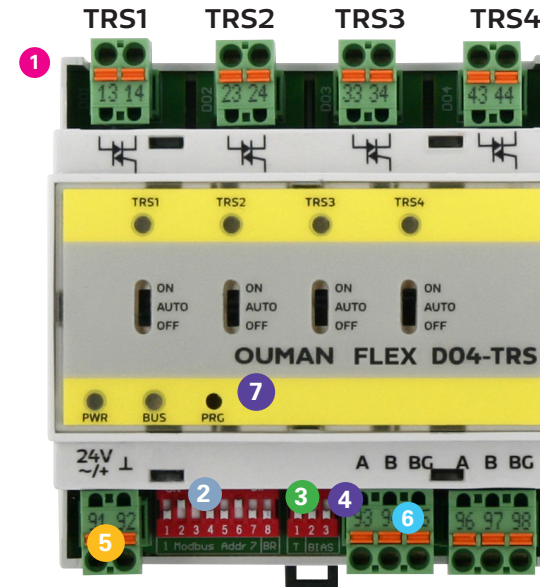 TRS1 TRS2 TRS3 TRS4
1
DO2 DO3 DO4
13 14 23 24 33 34 43 44
TRS1 TRS2 TRS3 TRS4
ON ON ON ON
AUTO AUTO AUTO AUTO
OFF OFF OFF OFF
OUMAN FLEX DO4-TRS
7
PWR BUS PRG
24V ⊥ A B BG A B BG
~/+
2 3 4
91 92 93 96 97 98
5 6
1 2 3 4 5 6 7 8 1 2 3
1 Modbus Addr 7 BR T BIAS